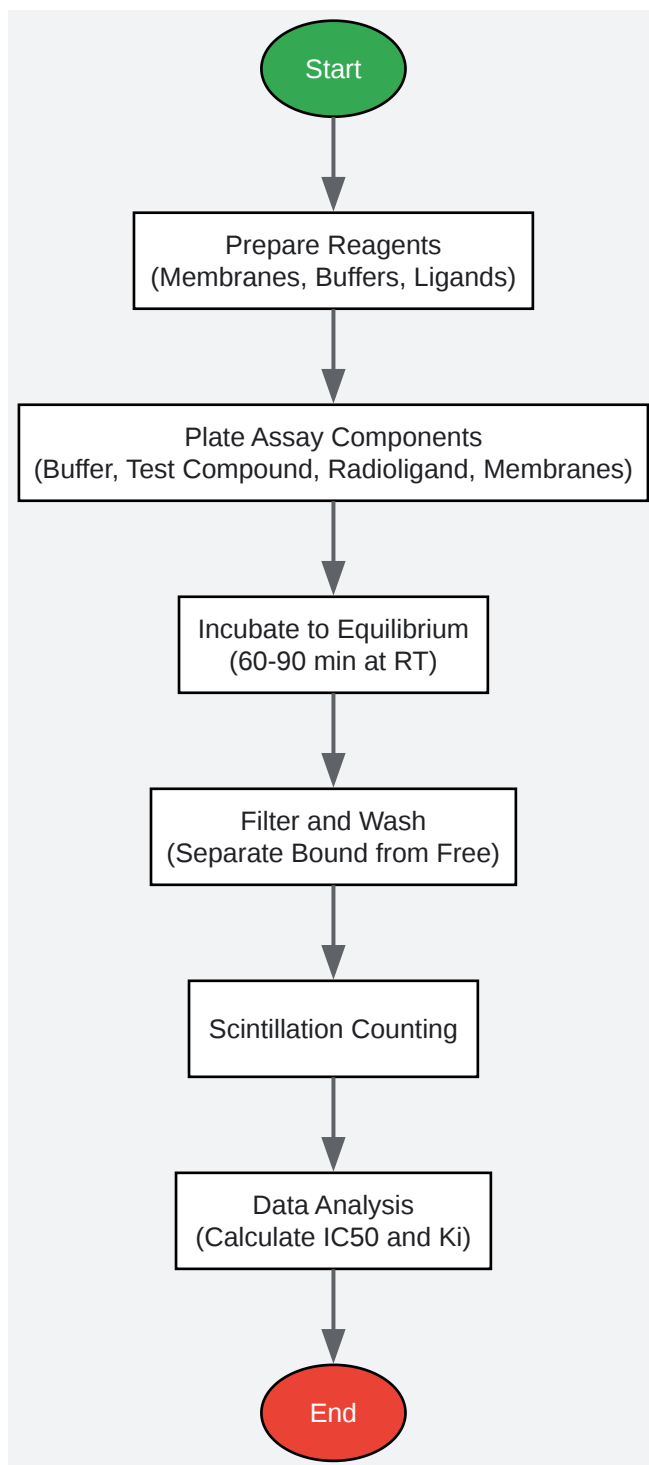 Start
Prepare Reagents
(Membranes, Buffers, Ligands)
Plate Assay Components
(Buffer, Test Compound, Radioligand, Membranes)
Incubate to Equilibrium
(60-90 min at RT)
Filter and Wash
(Separate Bound from Free)
Scintillation Counting
Data Analysis
(Calculate IC50 and Ki)
End